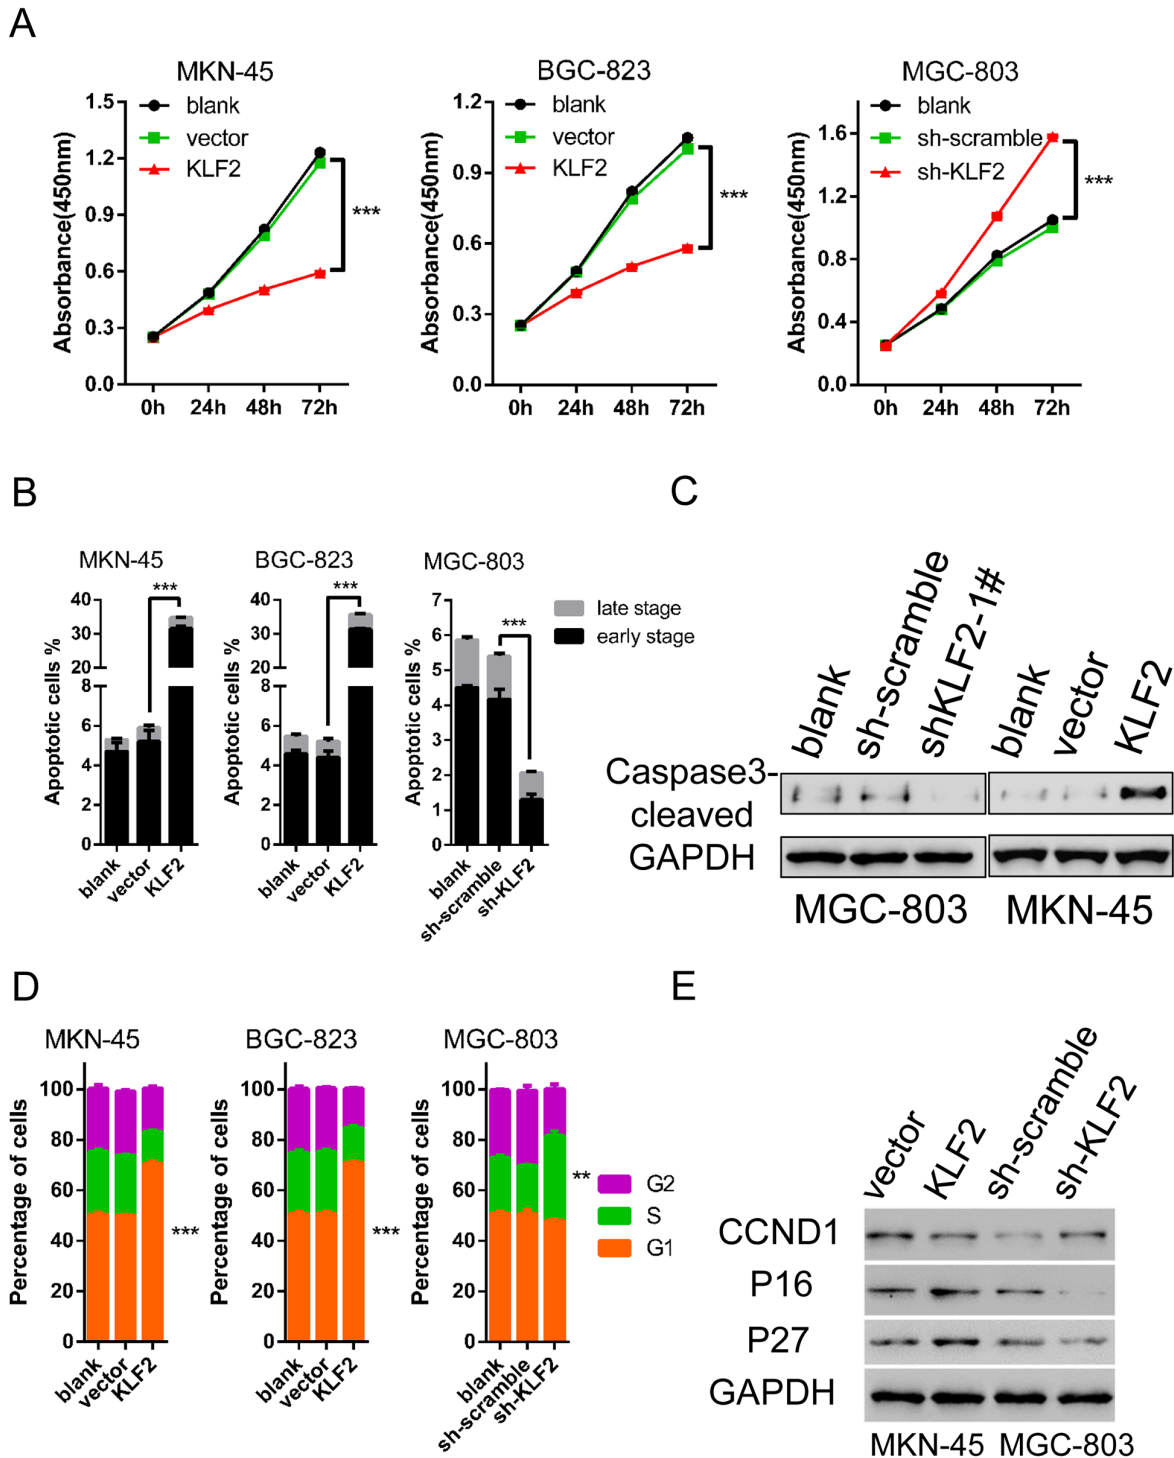 A
MKN-45
blank
vector
KLF2
Absorbance(450nm)
1.5
1.2
0.9
0.6
0.3
0.0
0h 24h 48h 72h
***
BGC-823
blank
vector
KLF2
Absorbance(450nm)
1.2
0.9
0.6
0.3
0.0
0h 24h 48h 72h
***
MGC-803
blank
sh-scramble
sh-KLF2
Absorbance(450nm)
1.6
1.2
0.8
0.4
0.0
0h 24h 48h 72h
***
B
MKN-45
***
Apoptotic cells %
40
30
20
8
6
4
2
0
blank
vector
KLF2
BGC-823
***
Apoptotic cells %
40
30
20
8
6
4
2
0
blank
vector
KLF2
MGC-803
***
Apoptotic cells %
7
6
5
4
3
2
1
0
blank
sh-scramble
sh-KLF2
late stage
early stage
C
blank
sh-scramble
shKLF2-1#
blank
vector
KLF2
Caspase3-
cleaved
GAPDH
MGC-803 MKN-45
D
MKN-45
Percentage of cells
100
80
60
40
20
0
blank
vector
KLF2
***
BGC-823
Percentage of cells
100
80
60
40
20
0
blank
vector
KLF2
***
MGC-803
Percentage of cells
100
80
60
40
20
0
blank
sh-scramble
sh-KLF2
**
G2
S
G1
E
vector
KLF2
sh-scramble
sh-KLF2
CCND1
P16
P27
GAPDH
MKN-45 MGC-803